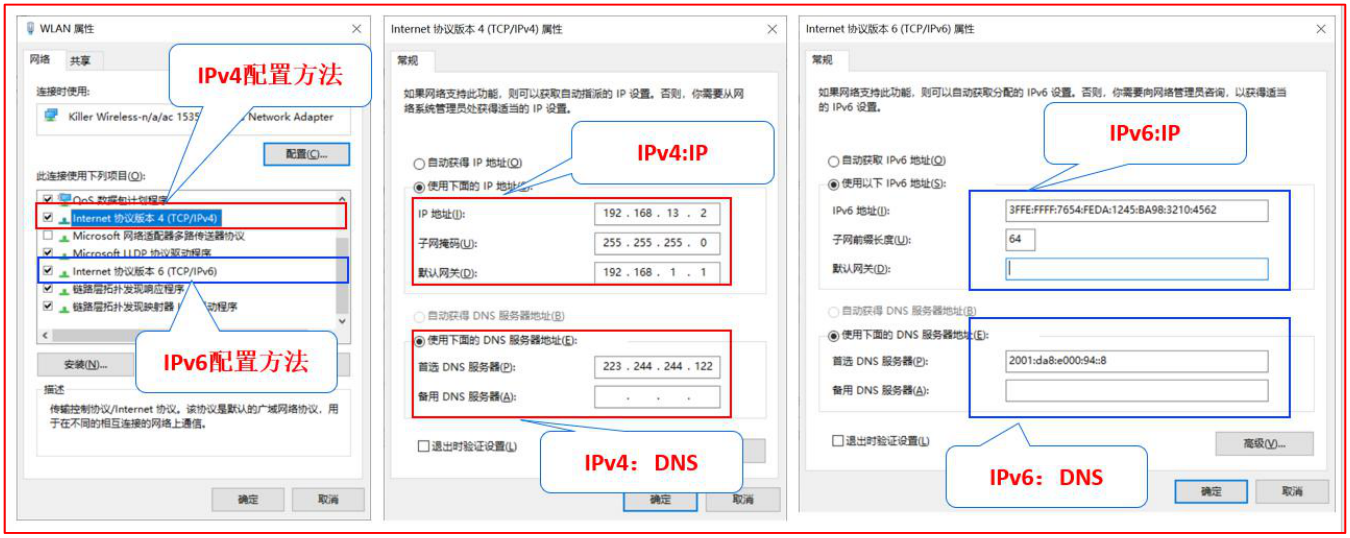 WLAN 属性
网络 共享
IPv4配置方法
连接时使用:
Killer Wireless-n/a/ac 1535 Network Adapter
配置(C)...
此连接使用下列项目(O):
QoS 数据包计划程序
Internet 协议版本 4 (TCP/IPv4)
Microsoft 网络适配器多路传送器协议
Microsoft LLDP 协议驱动程序
Internet 协议版本 6 (TCP/IPv6)
链路层拓扑发现响应程序
链路层拓扑发现映射器 I 动程序
安装(N)...
IPv6配置方法
描述
传输控制协议/Internet 协议。该协议是默认的广域网络协议，用
于在不同的相互连接的网络上通信。
确定 取消
Internet 协议版本 4 (TCP/IPv4) 属性
常规
如果网络支持此功能，则可以获取自动指派的 IP 设置。否则，你需要从网
络系统管理员处获得适当的 IP 设置。
IPv4:IP
自动获得 IP 地址(O)
使用下面的 IP 地址(S):
IP 地址(I): 192 . 168 . 13 . 2
子网掩码(U): 255 . 255 . 255 . 0
默认网关(D): 192 . 168 . 1 . 1
自动获得 DNS 服务器地址(B)
使用下面的 DNS 服务器地址(E):
首选 DNS 服务器(P): 223 . 244 . 244 . 122
备用 DNS 服务器(A): . . .
退出时验证设置(L)
IPv4： DNS
确定 取消
Internet 协议版本 6 (TCP/IPv6) 属性
常规
如果网络支持此功能，则可以自动获取分配的 IPv6 设置。否则，你需要向网络管理员咨询，以获得适当
的 IPv6 设置。
IPv6:IP
自动获取 IPv6 地址(O)
使用以下 IPv6 地址(S):
IPv6 地址(I): 3FFE:FFFF:7654:FEDA:1245:BA98:3210:4562
子网前缀长度(U): 64
默认网关(D):
自动获得 DNS 服务器地址(B)
使用下面的 DNS 服务器地址(E):
首选 DNS 服务器(P): 2001:da8:e000:94::8
备用 DNS 服务器(A):
退出时验证设置(L)
高级(V)...
IPv6： DNS
确定 取消